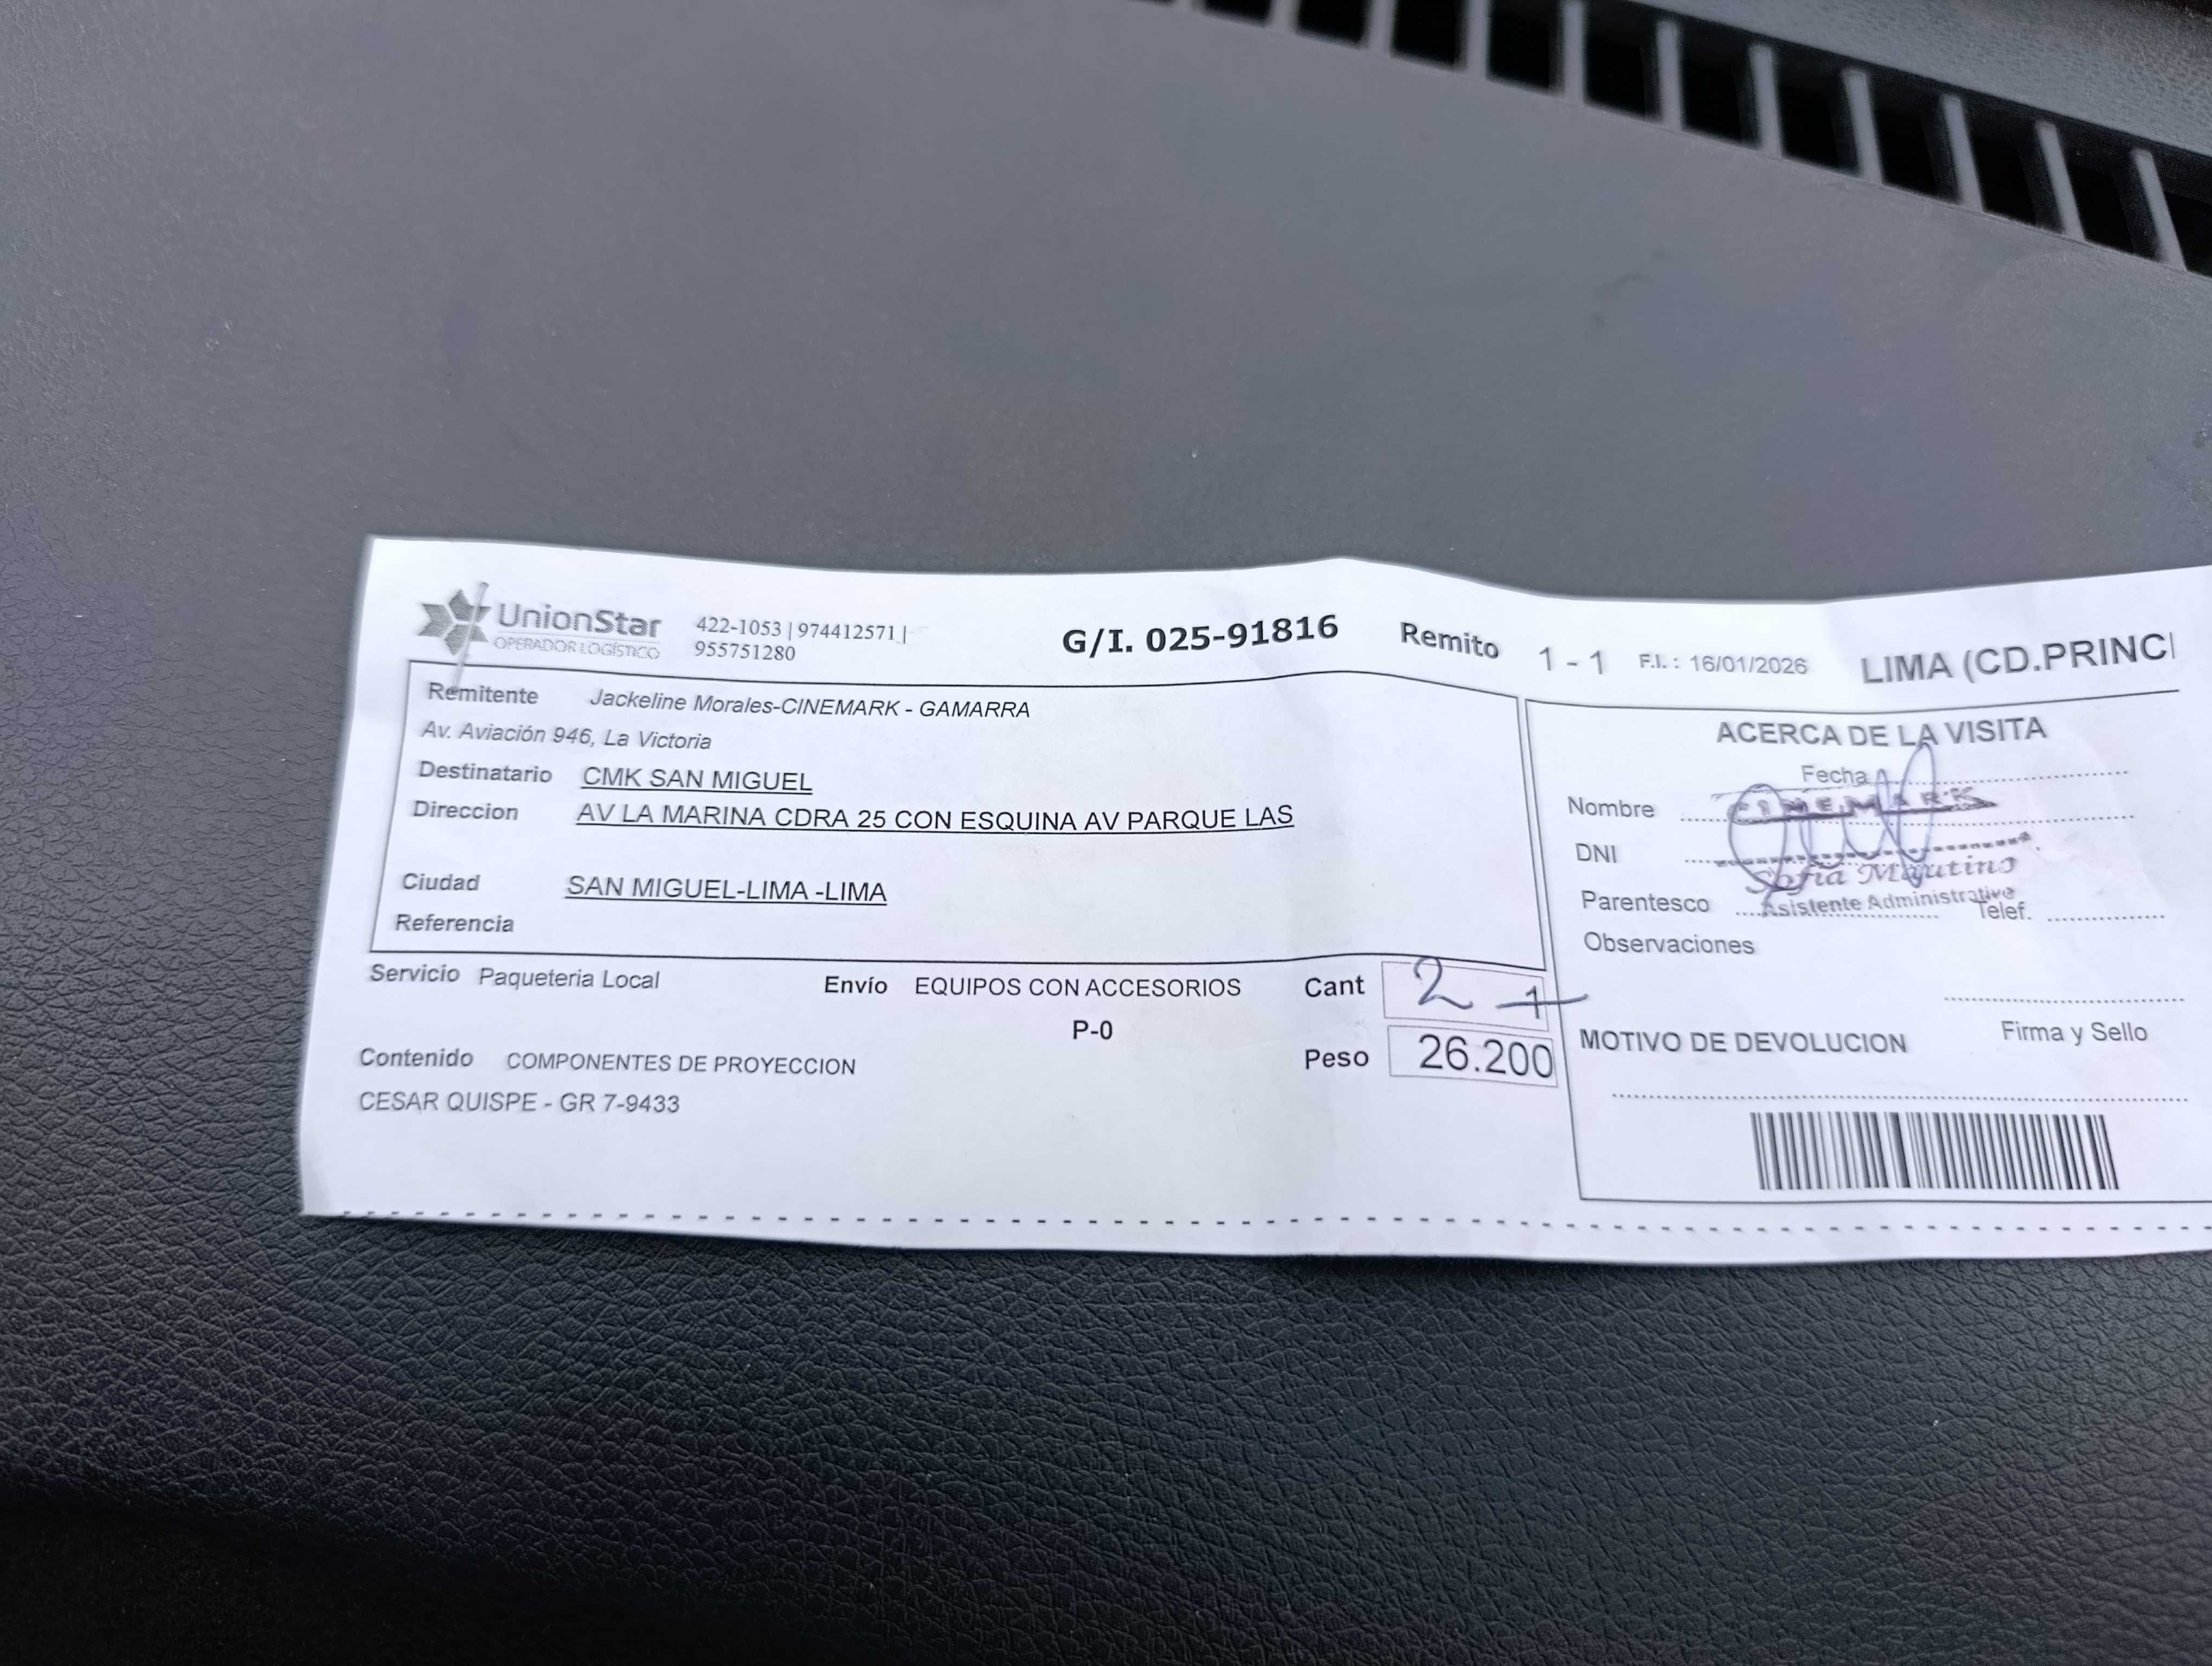 UnionStar
OPERADOR LOGÍSTICO
422-1053 | 974412571 |
955751280
G/I. 025-91816
Remito 1 - 1 F.I. : 16/01/2026 LIMA (CD.PRINCI
Remitente Jackeline Morales-CINEMARK - GAMARRA
Av. Aviación 946, La Victoria
Destinatario CMK SAN MIGUEL
Direccion AV LA MARINA CDRA 25 CON ESQUINA AV PARQUE LAS
Ciudad SAN MIGUEL-LIMA -LIMA
Referencia
Servicio Paqueteria Local
Envío EQUIPOS CON ACCESORIOS
P-0
Cant 2 1
Peso 26.200
Contenido COMPONENTES DE PROYECCION
CESAR QUISPE - GR 7-9433
ACERCA DE LA VISITA
Fecha
Nombre
CINEMARK
DNI
Sofia Mautino
Parentesco
Asistente Administrativo
Telef.
Observaciones
Firma y Sello
MOTIVO DE DEVOLUCION